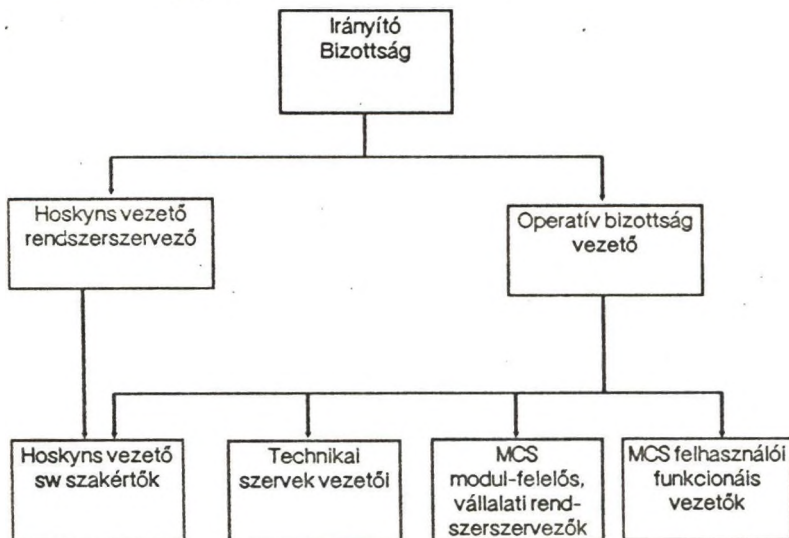 Irányító
Bizottság
Hoskyns vezető
rendszerszervező
Operatív bizottság
vezető
Hoskyns vezető
sw szakértők
Technikai
szervek vezetői
MCS
modul-felelős,
vállalati rend-
szerszervezők
MCS felhasználói
funkcionáis
vezetők